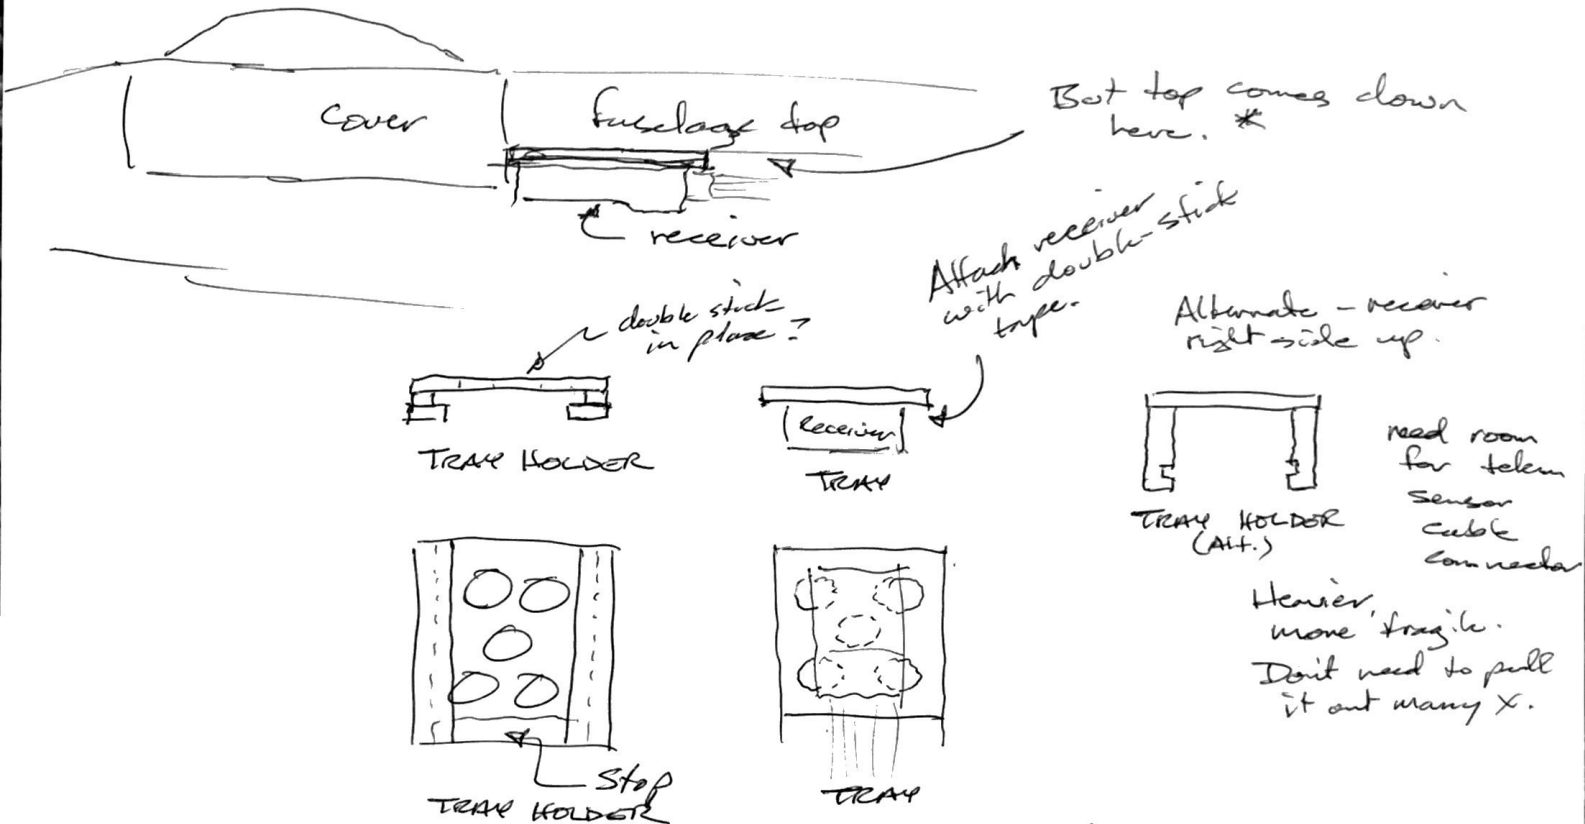 Cover
fuselage top
But top comes down
here. *
receiver
Attach receiver
with double-stick
tape.
double stick
in place?
Alternate - receiver
right side up.
Receiver
TRAY HOLDER
TRAY
TRAY HOLDER
(Alt.)
need room
for telem
sensor
cable
connector
Heavier,
more fragile.
Don't need to pull
it out many x.
Stop
TRAY HOLDER
TRAY